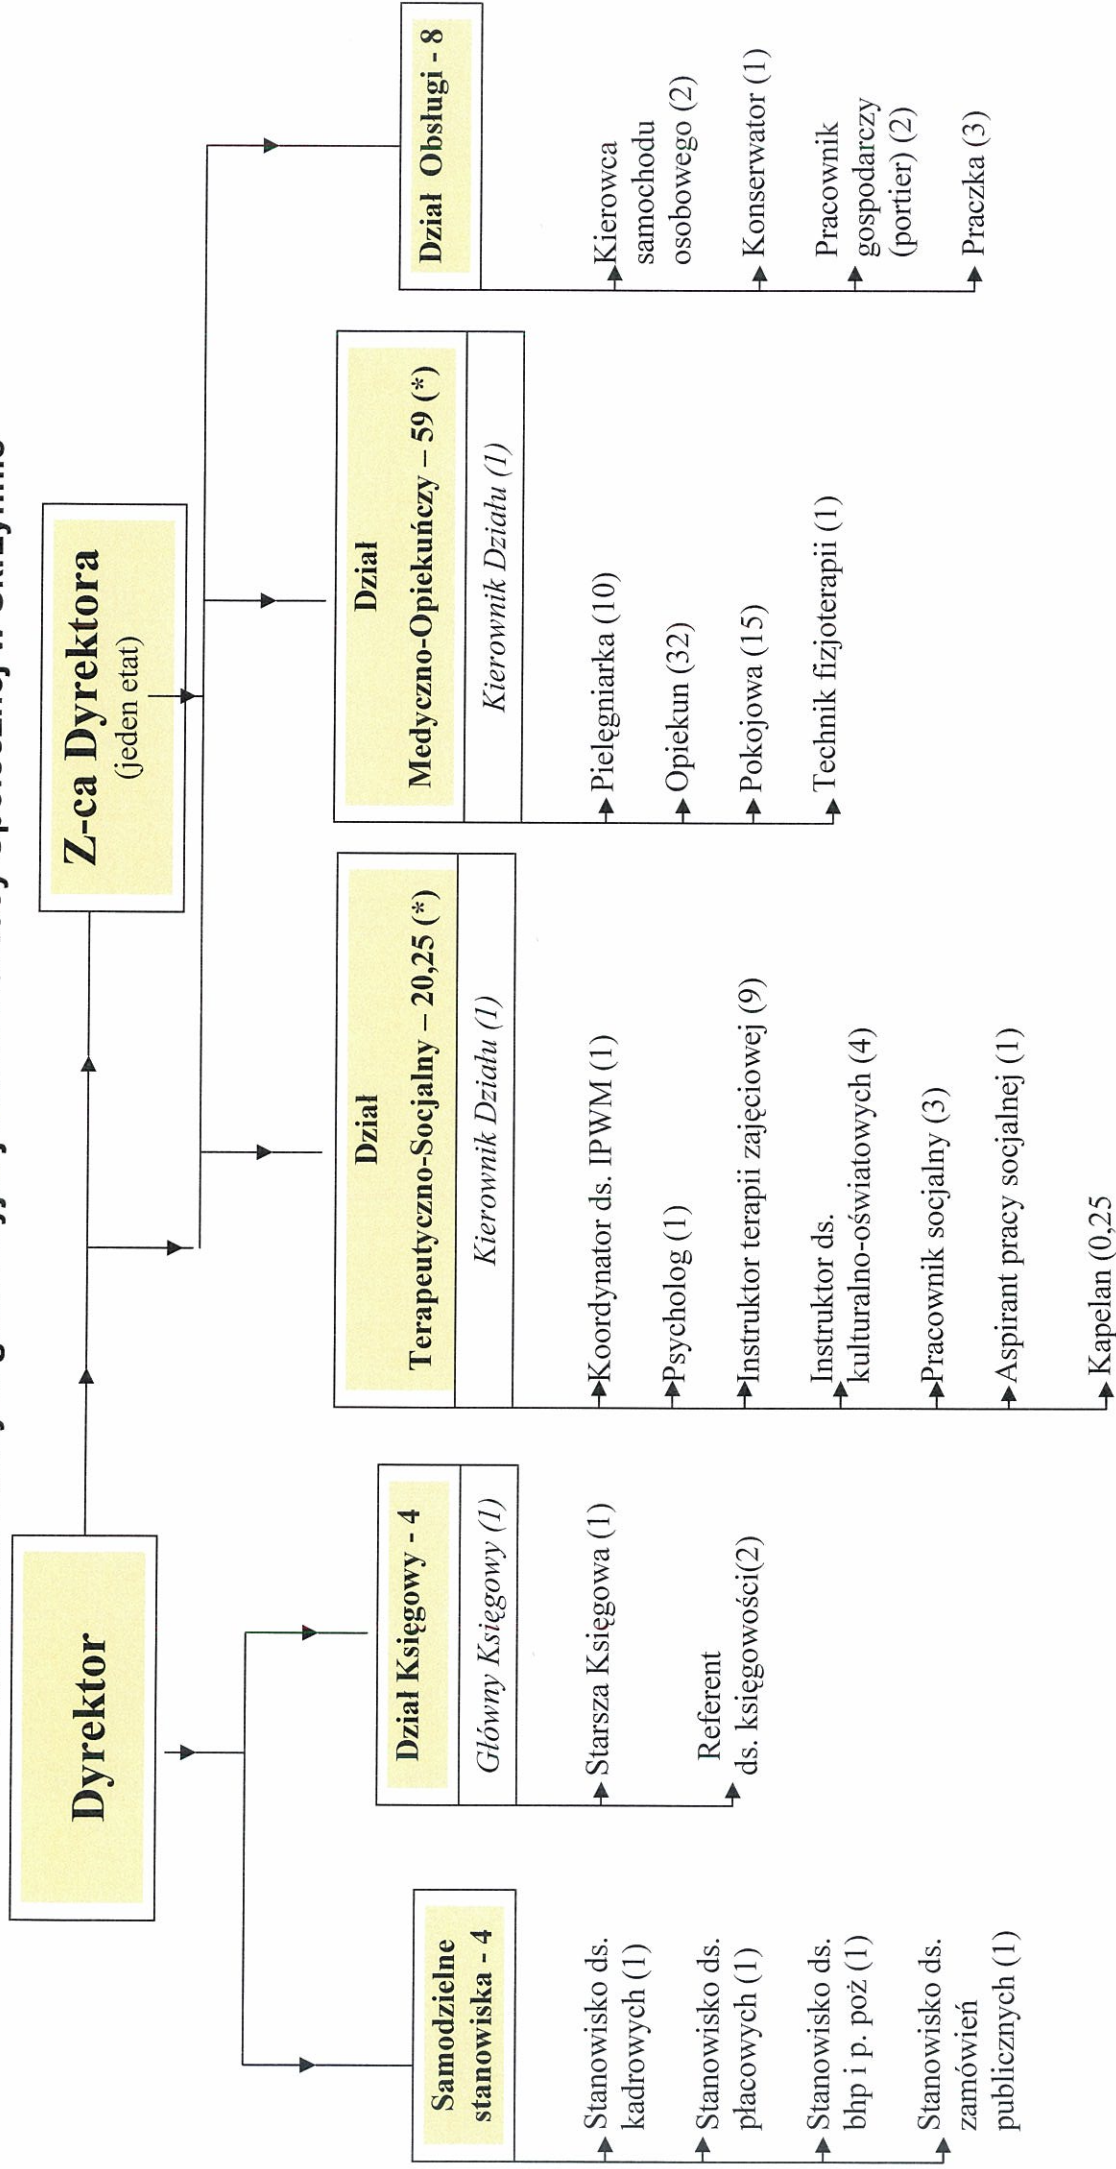 Dyrektor
Z-ca Dyrektora
(jeden etat)
Samodzielne
stanowiska - 4
Stanowisko ds.
kadrowych (1)
Stanowisko ds.
płacowych (1)
Stanowisko ds.
bhp i p. poż (1)
Stanowisko ds.
zamówień
publicznych (1)
Dział Księgowy - 4
Główny Księgowy (1)
Starsza Księgowa (1)
Referent
ds. księgowości(2)
Dział
Terapeutyczno-Socjalny – 20,25 (*)
Kierownik Działu (1)
Koordynator ds. IPWM (1)
Psycholog (1)
Instruktor terapii zajęciowej (9)
Instruktor ds.
kulturalno-oświatowych (4)
Pracownik socjalny (3)
Aspirant pracy socjalnej (1)
Kapelan (0,25
Dział
Medyczno-Opiekuńczy – 59 (*)
Kierownik Działu (1)
Pielęgniarka (10)
Opiekun (32)
Pokojowa (15)
Technik fizjoterapii (1)
Dział Obsługi - 8
Kierowca
samochodu
osobowego (2)
Konserwator (1)
Pracownik
gospodarczy
(portier) (2)
Praczka (3)